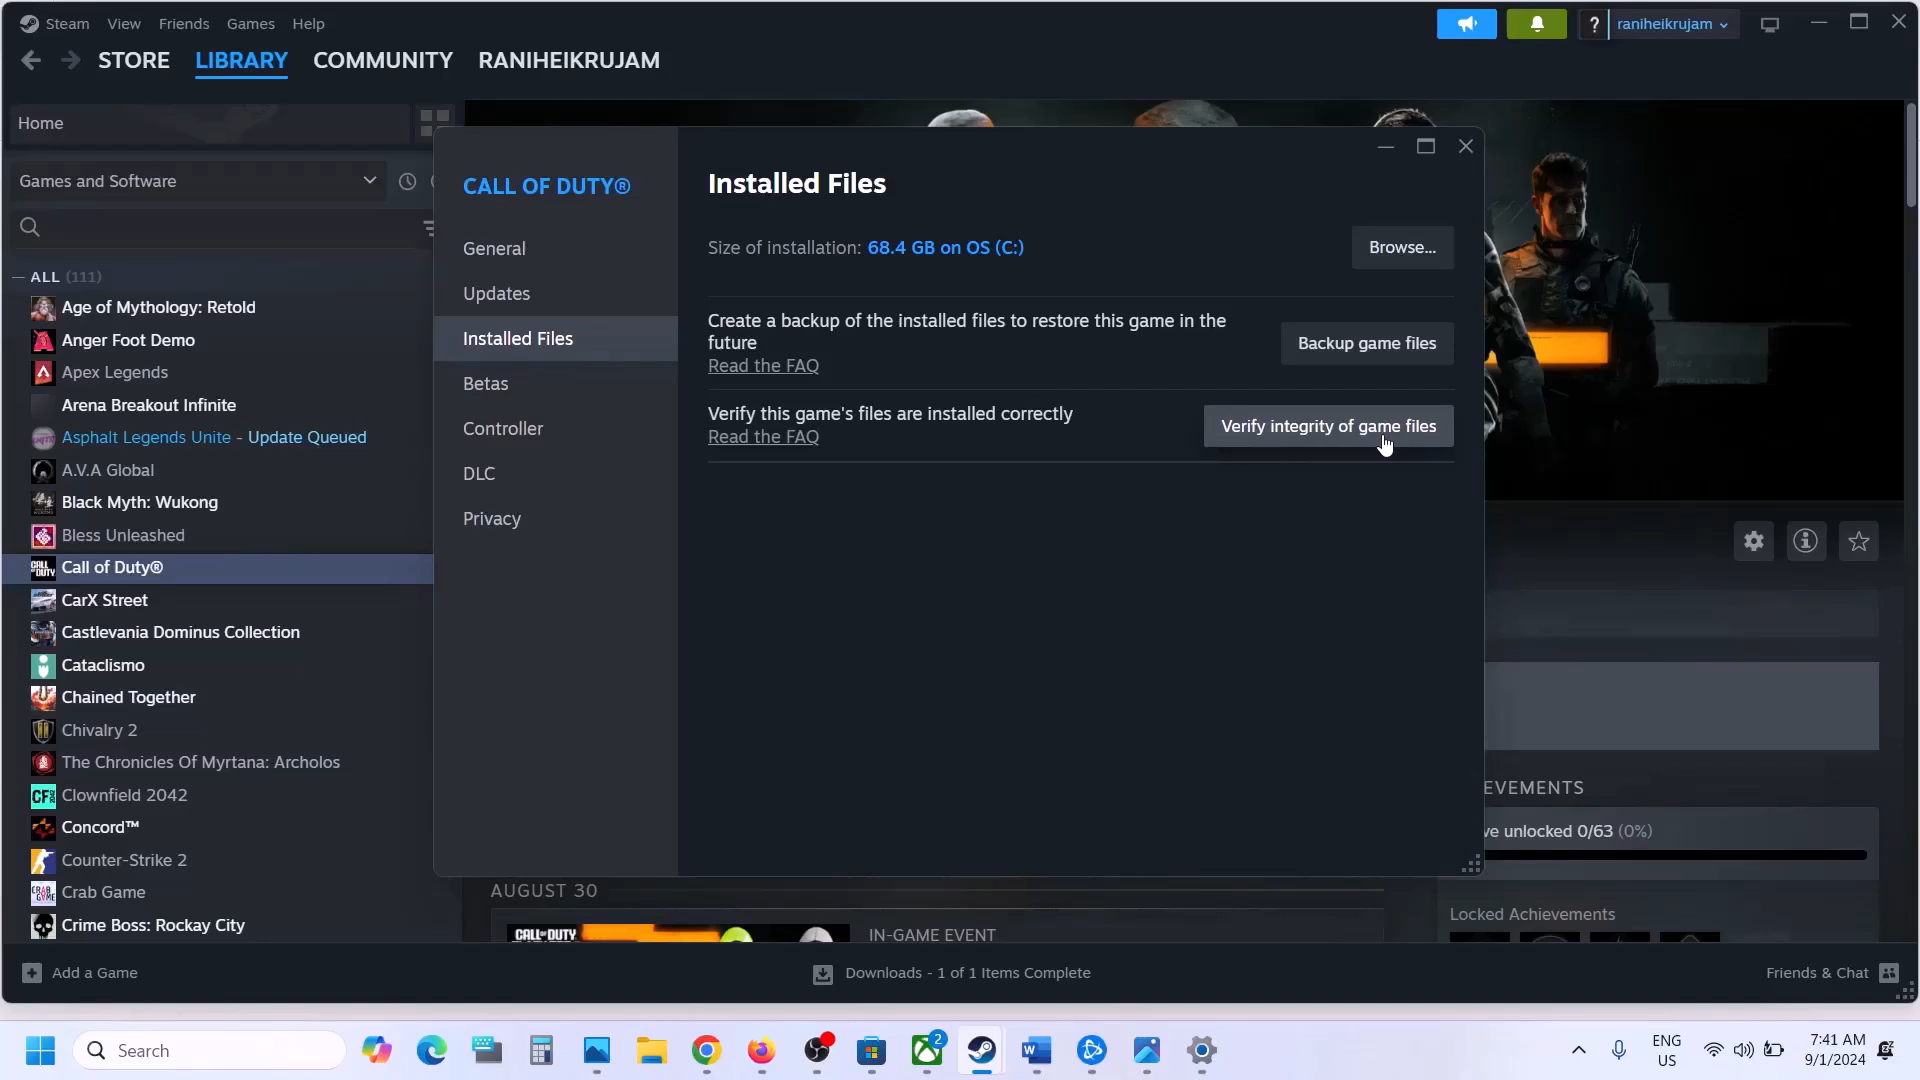 Steam View Friends Games Help
raniheikrujam
STORE LIBRARY COMMUNITY RANIHEIKRUJAM
Home
Games and Software
ALL (111)
Age of Mythology: Retold
Anger Foot Demo
Apex Legends
Arena Breakout Infinite
Asphalt Legends Unite - Update Queued
A.V.A Global
Black Myth: Wukong
Bless Unleashed
Call of Duty®
CarX Street
Castlevania Dominus Collection
Cataclismo
Chained Together
Chivalry 2
The Chronicles Of Myrtana: Archolos
Clownfield 2042
Concord™
Counter-Strike 2
Crab Game
Crime Boss: Rockay City
CALL OF DUTY®
General
Updates
Installed Files
Betas
Controller
DLC
Privacy
Installed Files
Size of installation: 68.4 GB on OS (C:)
Browse...
Create a backup of the installed files to restore this game in the
future
Read the FAQ
Backup game files
Verify this game's files are installed correctly
Read the FAQ
Verify integrity of game files
EVEMENTS
ve unlocked 0/63 (0%)
Locked Achievements
AUGUST 30
CALL OF DUTY
IN-GAME EVENT
Add a Game
Downloads - 1 of 1 Items Complete
Friends & Chat
Search
2
ENG
US
7:41 AM
9/1/2024